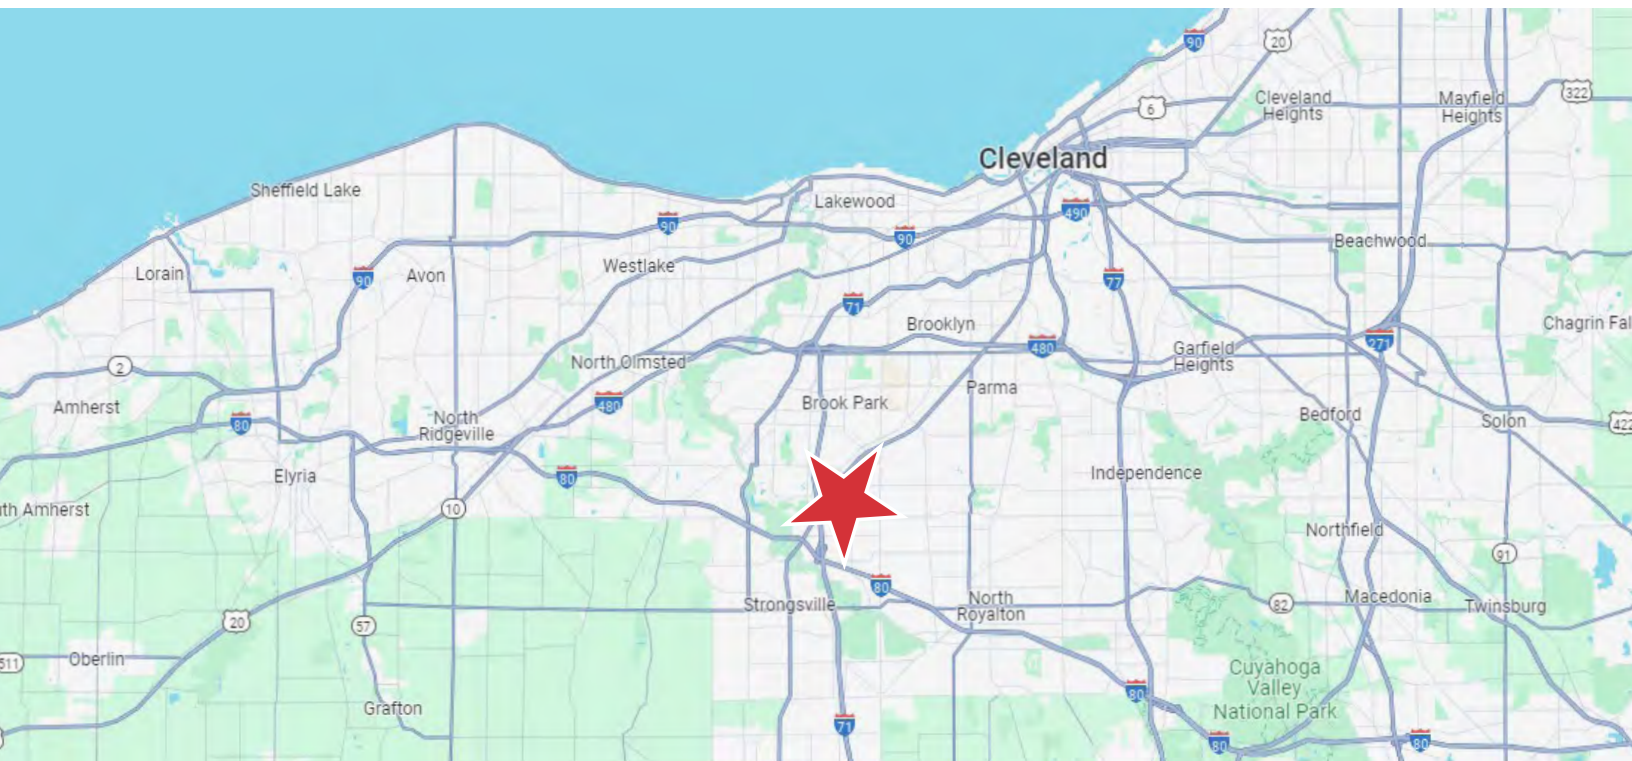 90
20
Cleveland
Heights
Mayfield
Heights
322
6
Cleveland
Sheffield Lake
Lakewood
490
90
90
Beachwood
Lorain
90
Avon
Westlake
77
71
Brooklyn
Chagrin Fal
480
Garfield
Heights
271
2
North Olmsted
Parma
Amherst
480
Brook Park
80
North
Ridgeville
Bedford
Solon
422
Elyria
80
Independence
th Amherst
10
Northfield
91
80
Strongsville
North
Royalton
82
Macedonia
Twinsburg
20
57
511
Oberlin
Cuyahoga
Valley
National Park
80
Grafton
71
80
80